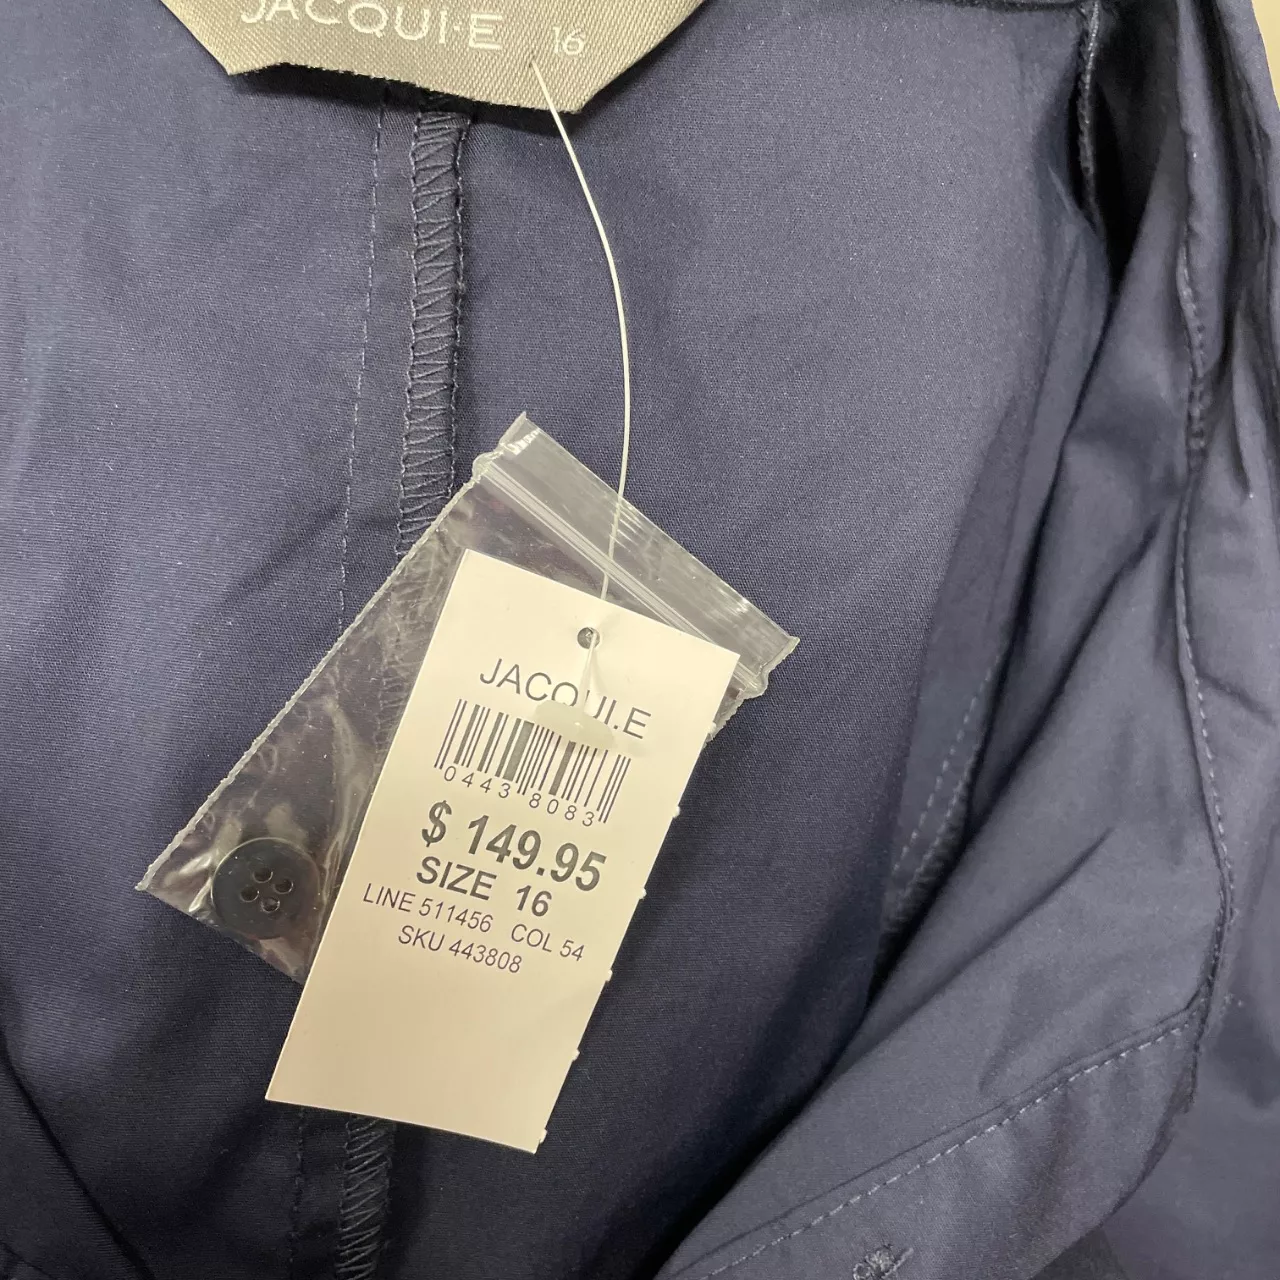 JACQUI·E 16
JACQUI.E
0443 8083
$ 149.95
SIZE 16
LINE 511456 COL 54
SKU 443808